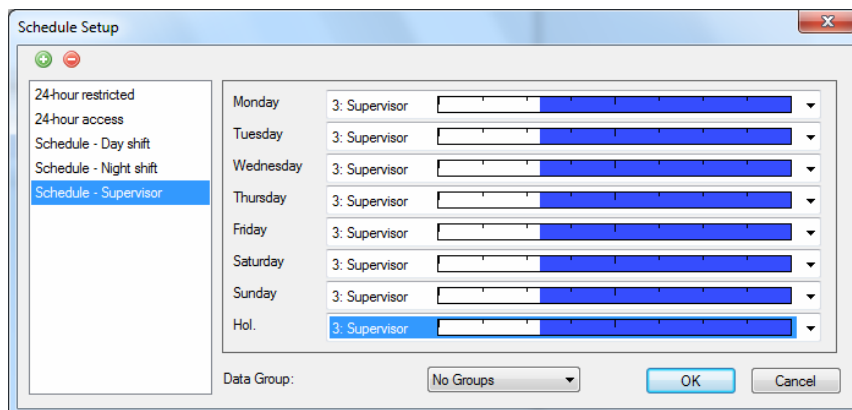 Schedule Setup
24-hour restricted
24-hour access
Schedule - Day shift
Schedule - Night shift
Schedule - Supervisor
Monday 3: Supervisor
Tuesday 3: Supervisor
Wednesday 3: Supervisor
Thursday 3: Supervisor
Friday 3: Supervisor
Saturday 3: Supervisor
Sunday 3: Supervisor
Hol. 3: Supervisor
Data Group: No Groups OK Cancel